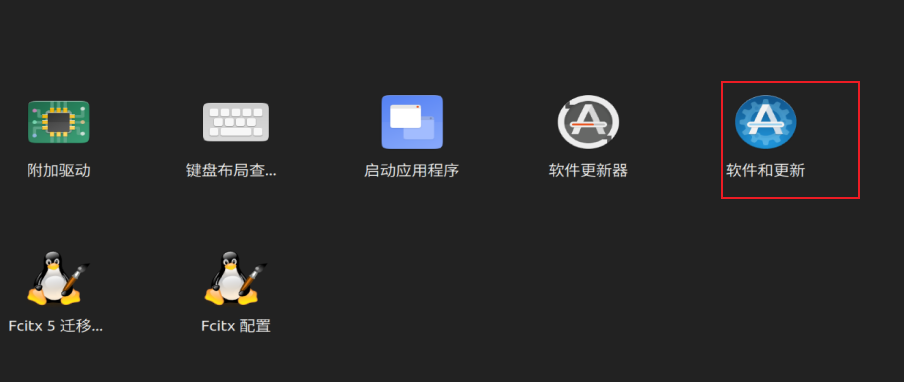 附加驱动
键盘布局查...
启动应用程序
软件更新器
软件和更新
Fcitx 5 迁移...
Fcitx 配置